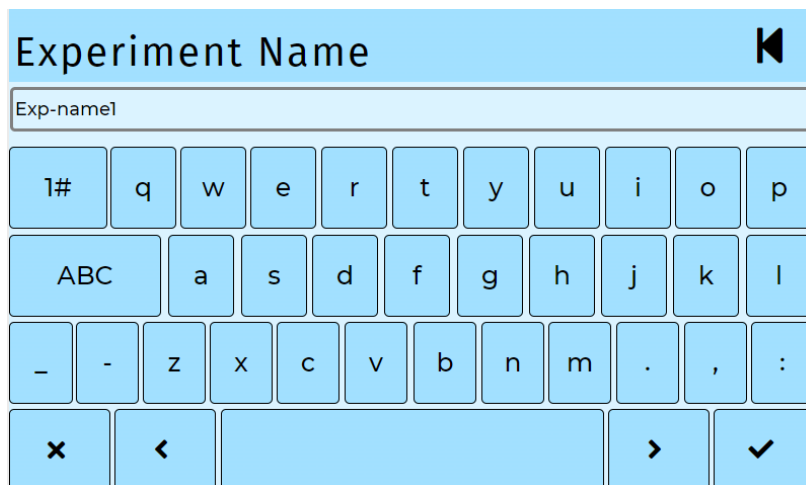 Experiment Name
Exp-name1
1# q w e r t y u i o p
ABC a s d f g h j k l
_ - z x c v b n m . , :